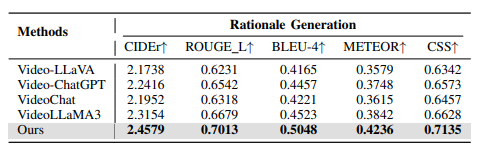 Methods Rationale Generation
CIDEr↑ ROUGE_L↑ BLEU-4↑ METEOR↑ CSS↑
Video-LLaVA 2.1738 0.6231 0.4165 0.3579 0.6342
Video-ChatGPT 2.2416 0.6542 0.4457 0.3748 0.6573
VideoChat 2.1952 0.6318 0.4221 0.3615 0.6457
VideoLLaMA3 2.3154 0.6679 0.4523 0.3842 0.6628
Ours 2.4579 0.7013 0.5048 0.4236 0.7135